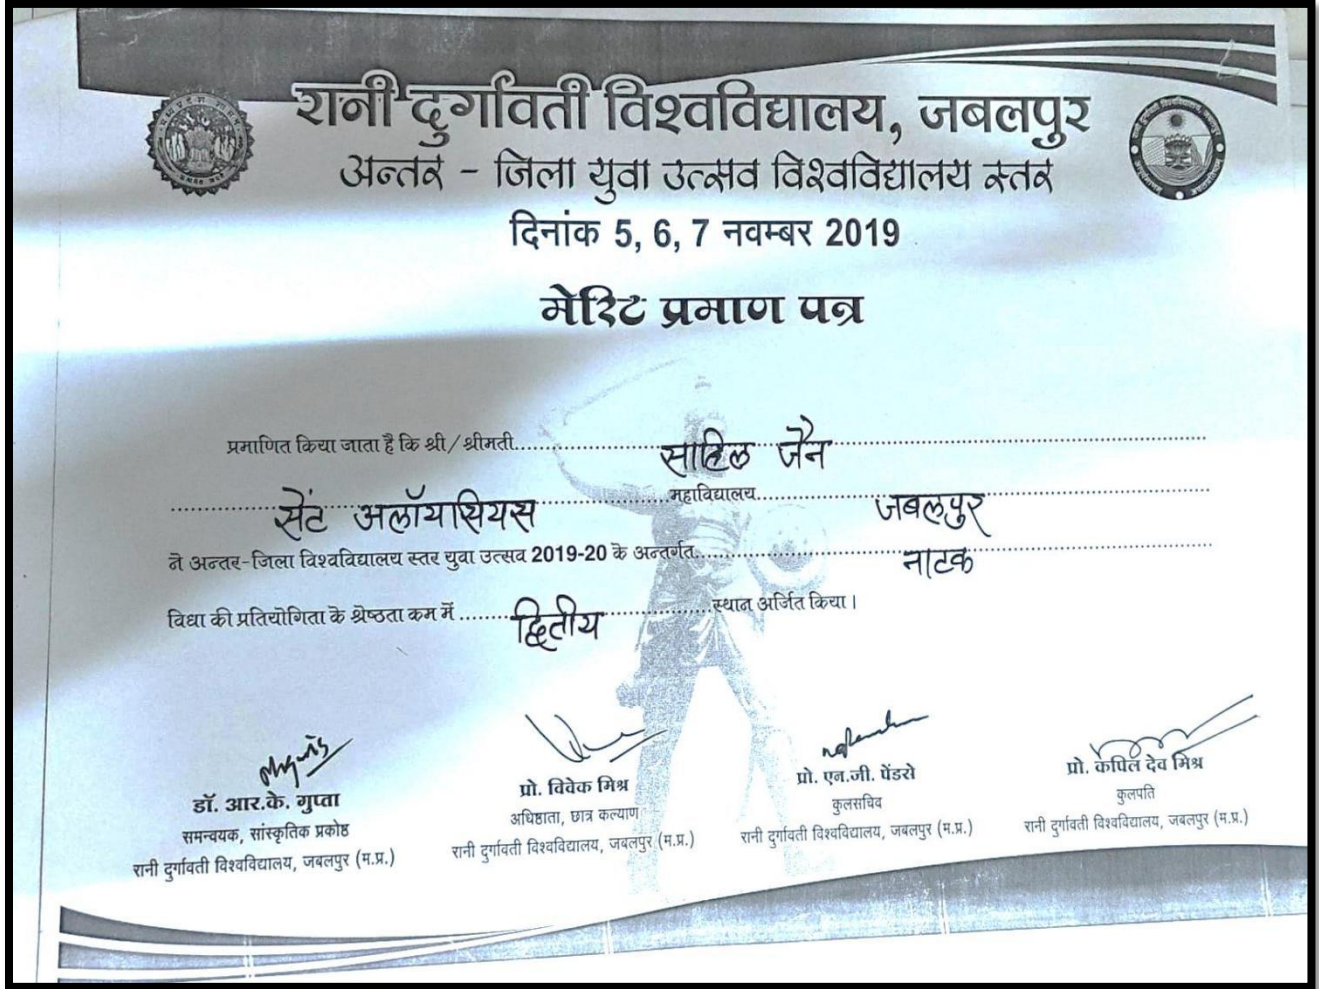 रानी दुर्गावती विश्वविद्यालय, जबलपुर
अन्तर - जिला युवा उत्सव विश्वविद्यालय स्तर
दिनांक 5, 6, 7 नवम्बर 2019
मेरिट प्रमाण पत्र
प्रमाणित किया जाता है कि श्री/श्रीमती साहिल जैन
सेंट अलॉयसियस महाविद्यालय जबलपुर
ने अन्तर-जिला विश्वविद्यालय स्तर युवा उत्सव 2019-20 के अन्तर्गत नाटक
विधा की प्रतियोगिता के श्रेष्ठता कम में द्वितीय स्थान अर्जित किया।
डॉ. आर.के. गुप्ता
समन्वयक, सांस्कृतिक प्रकोष्ठ
रानी दुर्गावती विश्वविद्यालय, जबलपुर (म.प्र.)
प्रो. विवेक मिश्र
अधिष्ठाता, छात्र कल्याण
रानी दुर्गावती विश्वविद्यालय, जबलपुर (म.प्र.)
प्रो. एन.जी. पेंडसे
कुलसचिव
रानी दुर्गावती विश्वविद्यालय, जबलपुर (म.प्र.)
प्रो. कपिल देव मिश्र
कुलपति
रानी दुर्गावती विश्वविद्यालय, जबलपुर (म.प्र.)